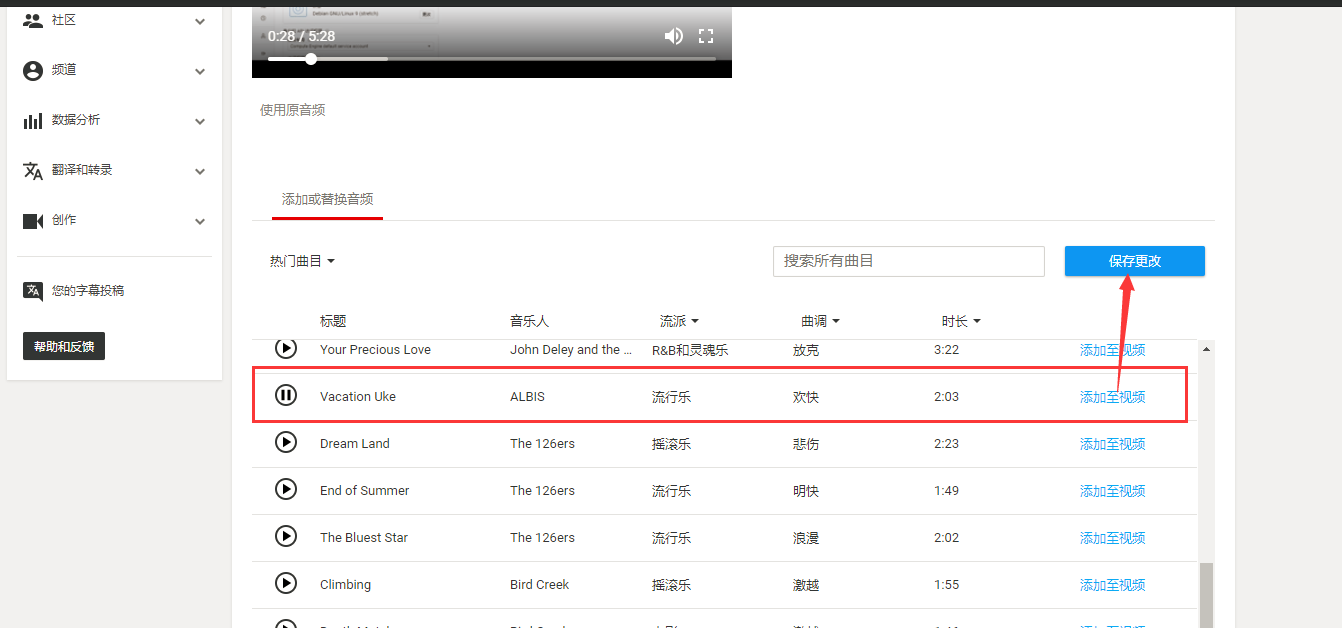 社区
频道
数据分析
翻译和转录
创作
您的字幕投稿
帮助和反馈
Debian GNU/Linux 9 (stretch)
0:28 / 5:28
使用原音频
添加或替换音频
热门曲目
搜索所有曲目
保存更改
标题 音乐人 流派 曲调 时长
Your Precious Love John Deley and the ... R&B和灵魂乐 放克 3:22 添加至视频
Vacation Uke ALBIS 流行乐 欢快 2:03 添加至视频
Dream Land The 126ers 摇滚乐 悲伤 2:23 添加至视频
End of Summer The 126ers 流行乐 明快 1:49 添加至视频
The Bluest Star The 126ers 流行乐 浪漫 2:02 添加至视频
Climbing Bird Creek 摇滚乐 激越 1:55 添加至视频